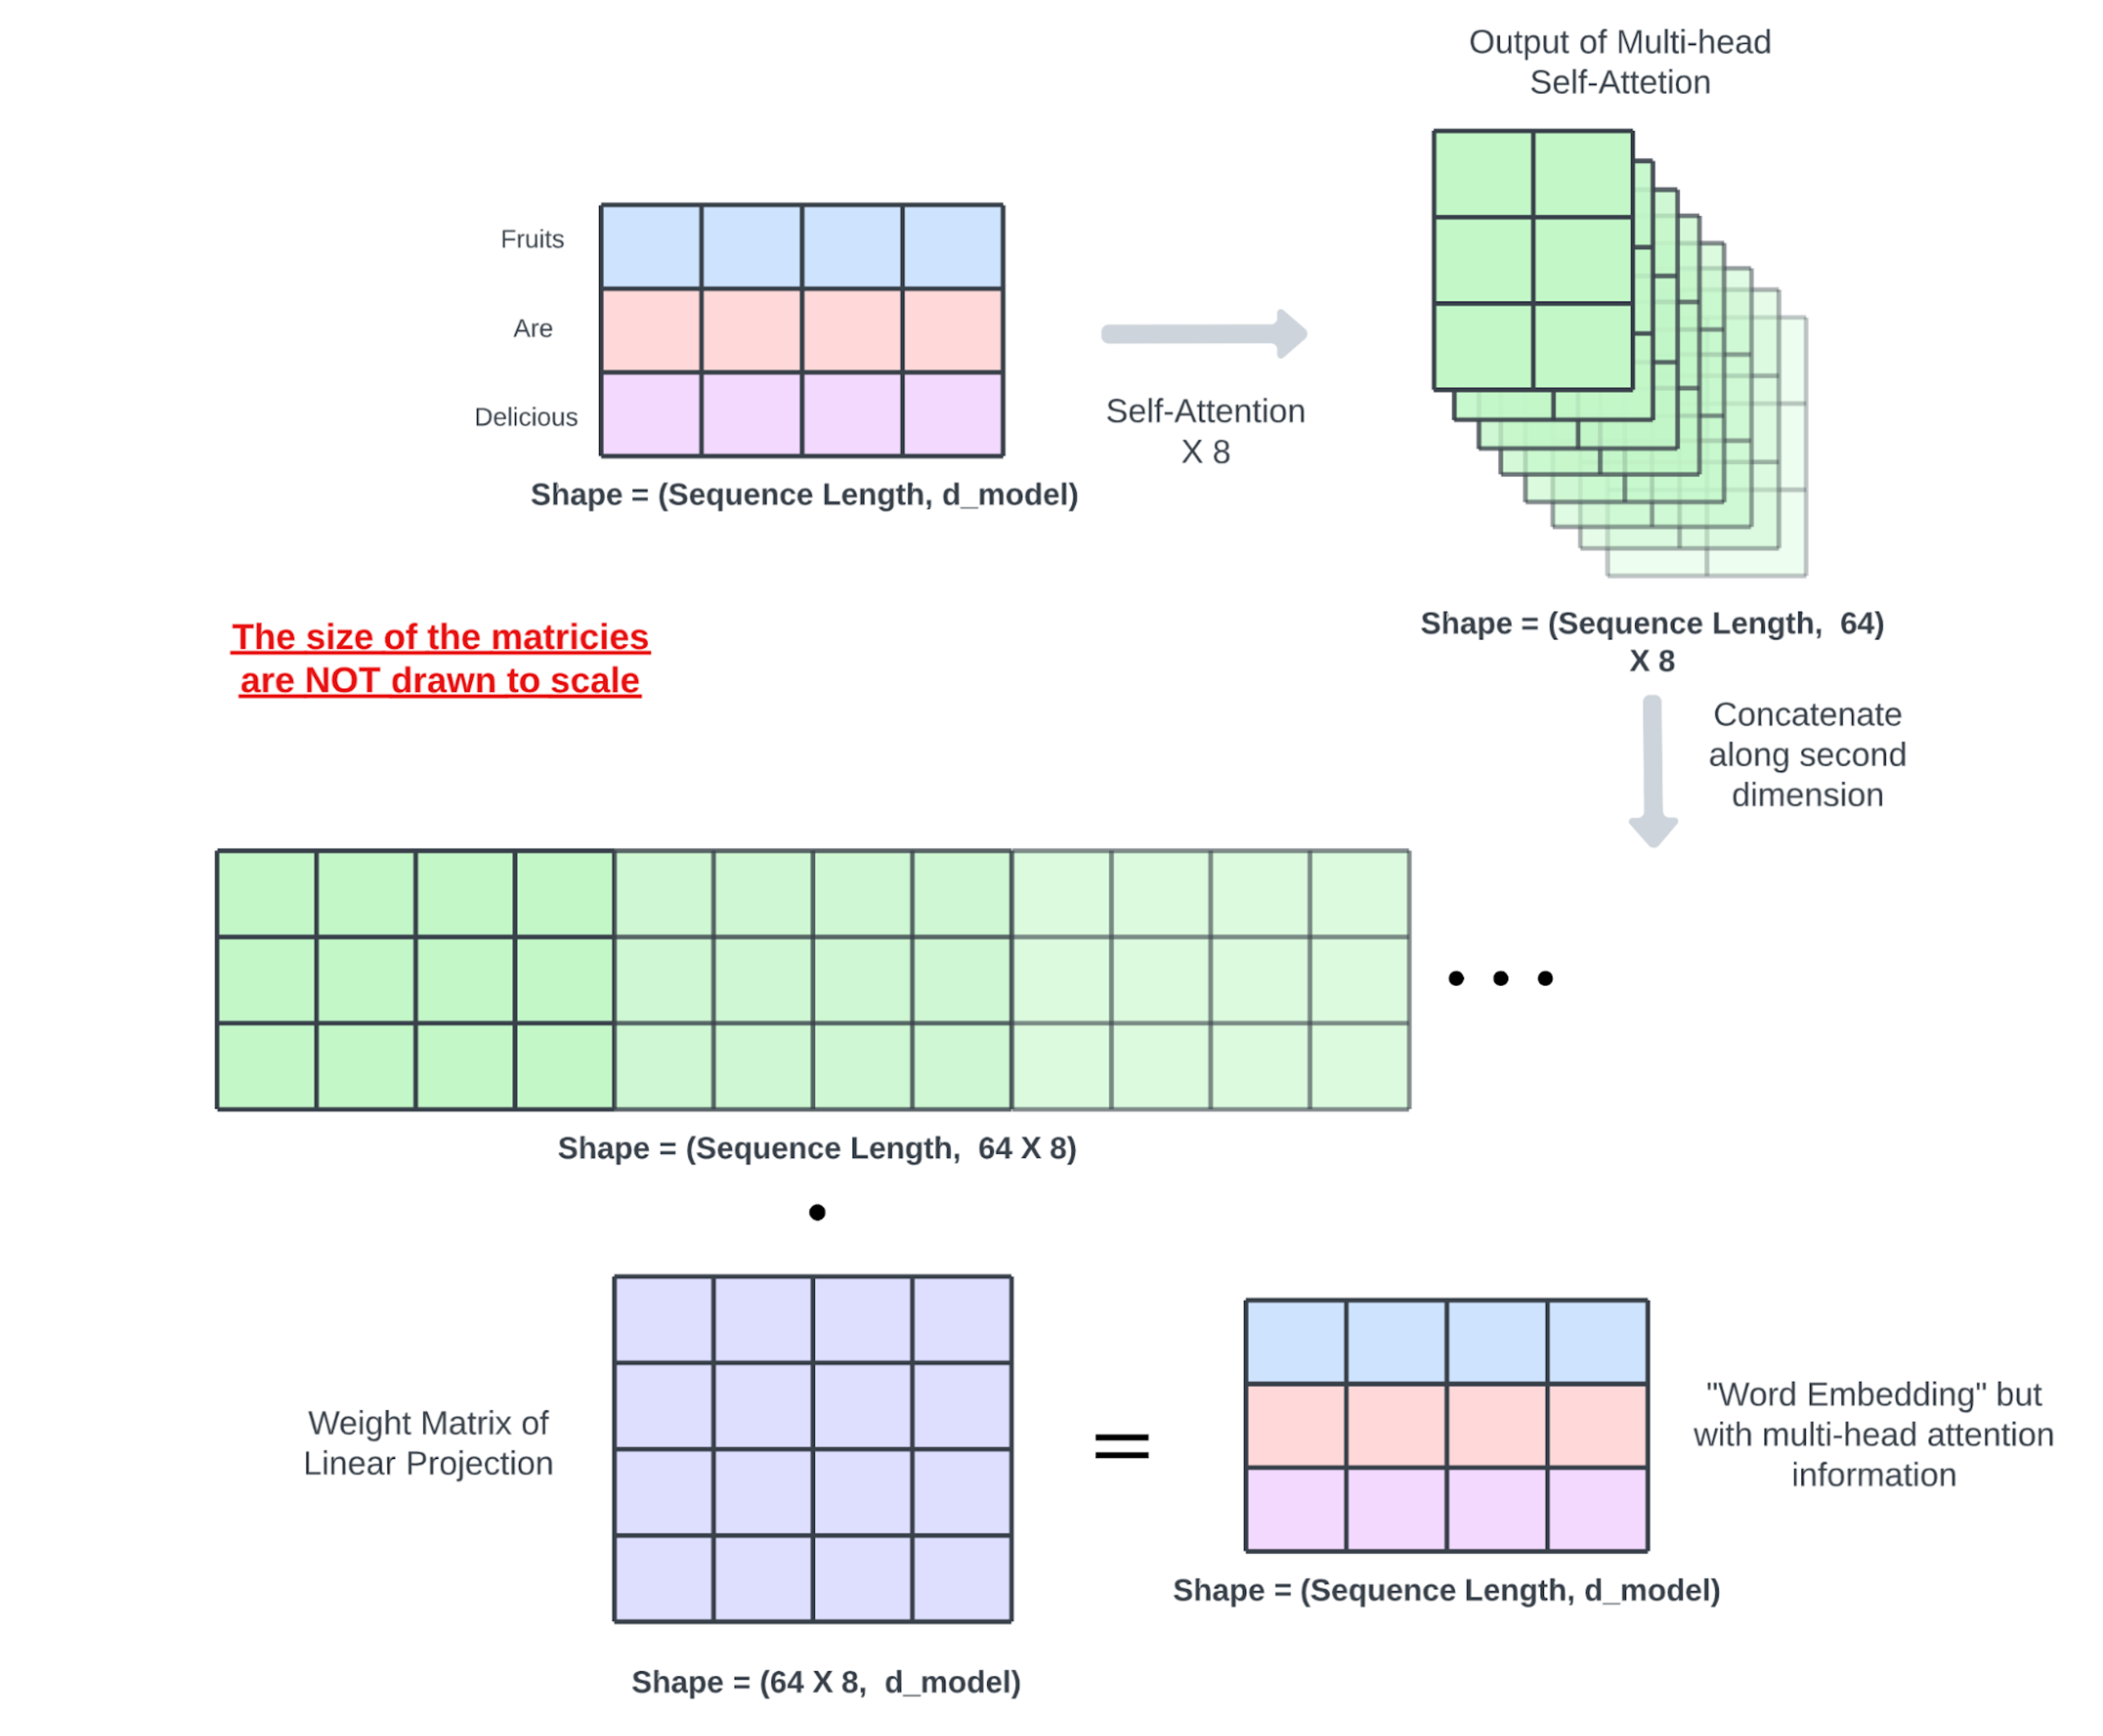 Output of Multi-head
Self-Attetion
Fruits
Are
Delicious
Shape = (Sequence Length, d_model)
Self-Attention
X 8
Shape = (Sequence Length, 64)
X 8
The size of the matricies
are NOT drawn to scale
Concatenate
along second
dimension
Shape = (Sequence Length, 64 X 8)
Weight Matrix of
Linear Projection
Shape = (64 X 8, d_model)
=
"Word Embedding" but
with multi-head attention
information
Shape = (Sequence Length, d_model)